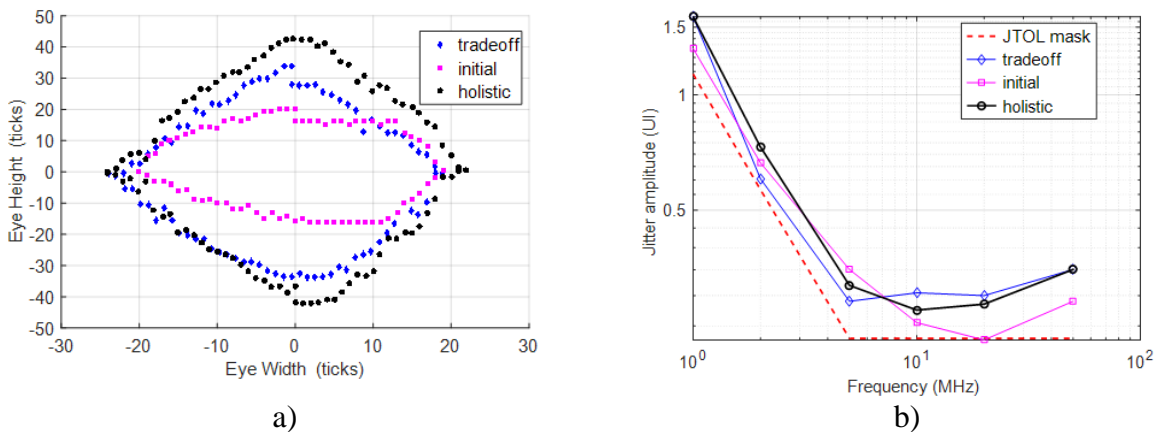 50
40
30
20
10
0
-10
-20
-30
-40
-50
-30
-20
-10
0
10
20
30
Eye Height (ticks)
Eye Width (ticks)
tradeoff
initial
holistic
a)
1.5
1
0.5
10^0
10^1
10^2
Jitter amplitude (UI)
Frequency (MHz)
JTOL mask
tradeoff
initial
holistic
b)